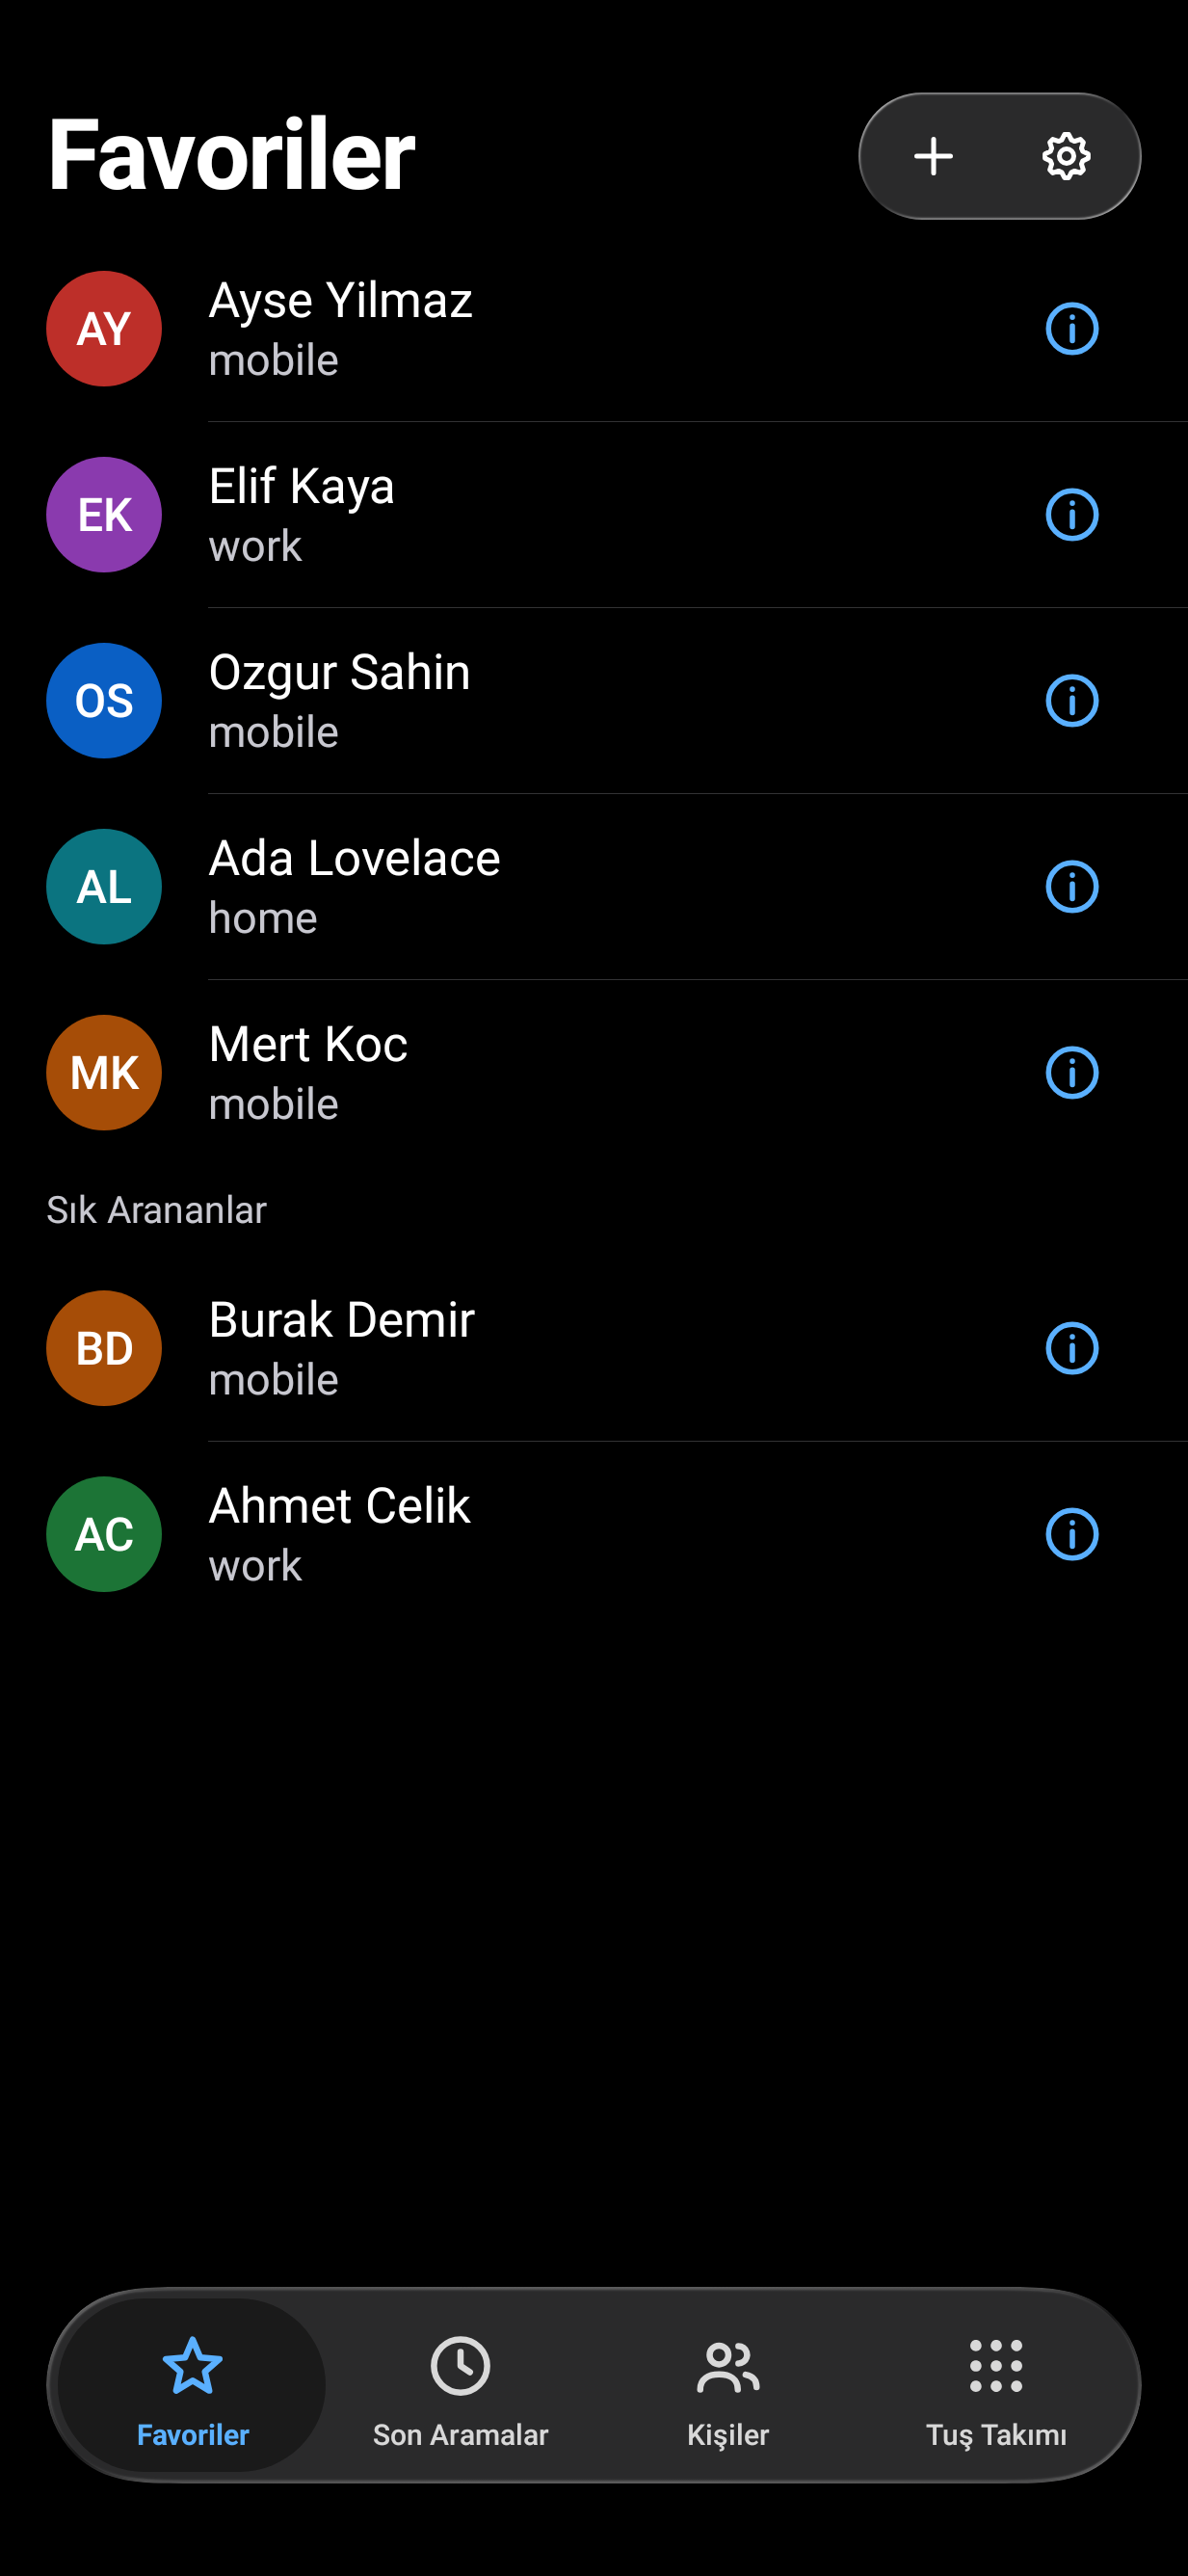 Favoriler
AY
Ayse Yilmaz
mobile
EK
Elif Kaya
work
OS
Ozgur Sahin
mobile
AL
Ada Lovelace
home
MK
Mert Koc
mobile
Sık Arananlar
BD
Burak Demir
mobile
AC
Ahmet Celik
work
Favoriler
Son Aramalar
Kişiler
Tuş Takımı